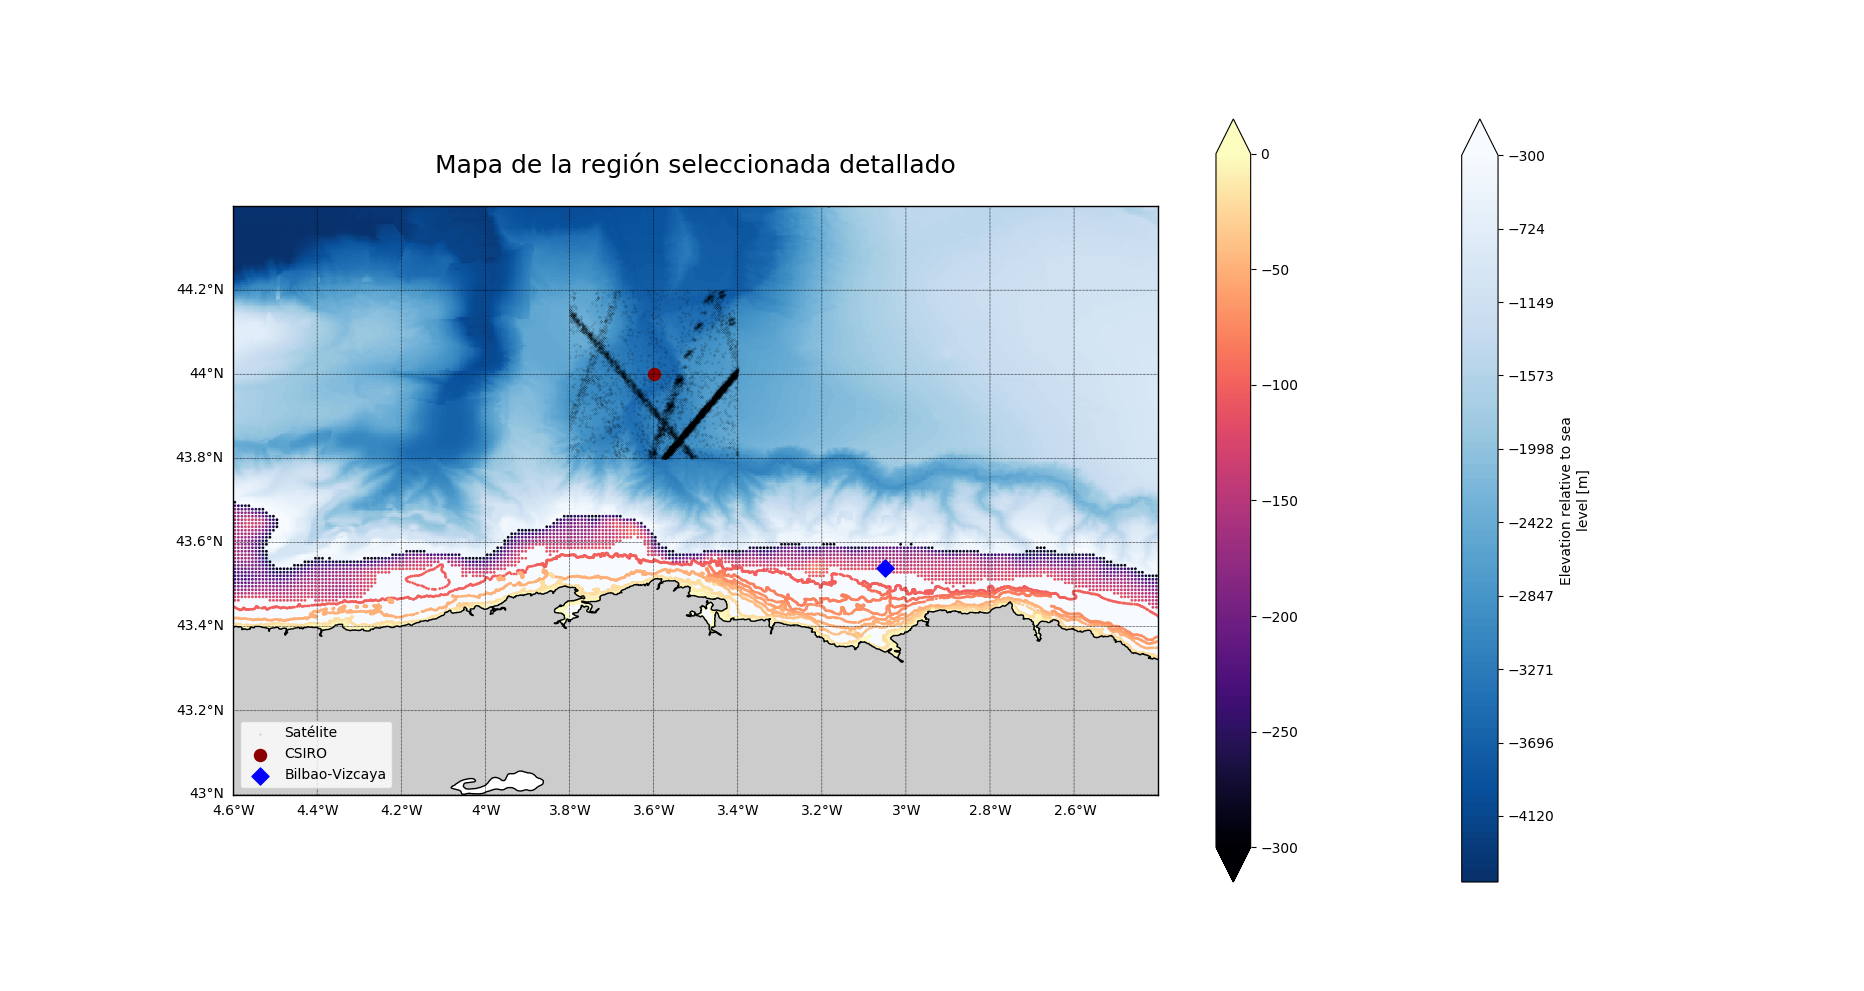 Mapa de la región seleccionada detallado
44.2°N
44°N
43.8°N
43.6°N
43.4°N
43.2°N
43°N
4.6°W
4.4°W
4.2°W
4°W
3.8°W
3.6°W
3.4°W
3.2°W
3°W
2.8°W
2.6°W
Satélite
CSIRO
Bilbao-Vizcaya
0
−50
−100
−150
−200
−250
−300
−300
−724
−1149
−1573
−1998
−2422
−2847
−3271
−3696
−4120
Elevation relative to sea
level [m]